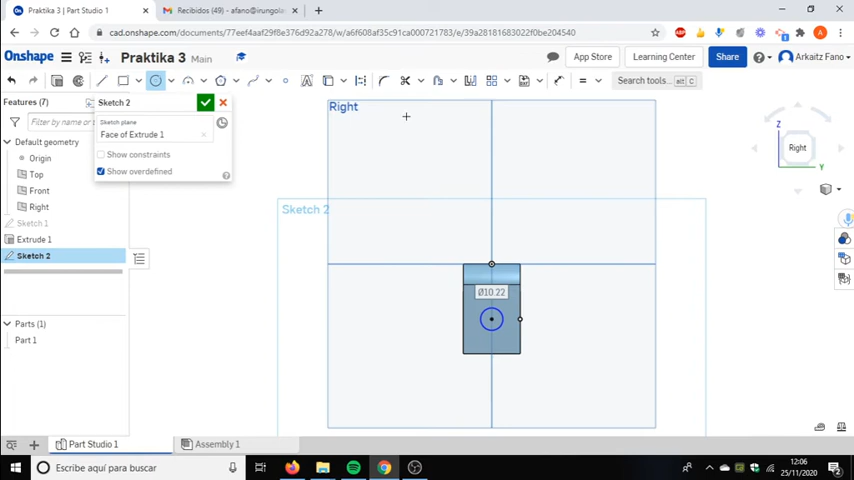 Praktika 3 | Part Studio 1
Recibidos (49) - afano@irungola
cad.onshape.com/documents/77eef4aaf37c8f376e92a278/w/a6f608af35c91ca0000371bd/e/39a28181683d1022be204540
Onshape
Praktika 3 Main
App Store
Learning Center
Share
Arkaitz Fano
Search tools... alt C
Features (7)
Filter by name or
Default geometry
Origin
Top
Front
Right
Sketch 1
Extrude 1
Sketch 2
Parts (1)
Part 1
Sketch 2
Sketch plane
Face of Extrude 1
Show constraints
Show overdefined
Right
Sketch 2
Ø10.22
Z
Right
Y
Part Studio 1
Assembly 1
Escribe aquí para buscar
12:06
25/11/2020